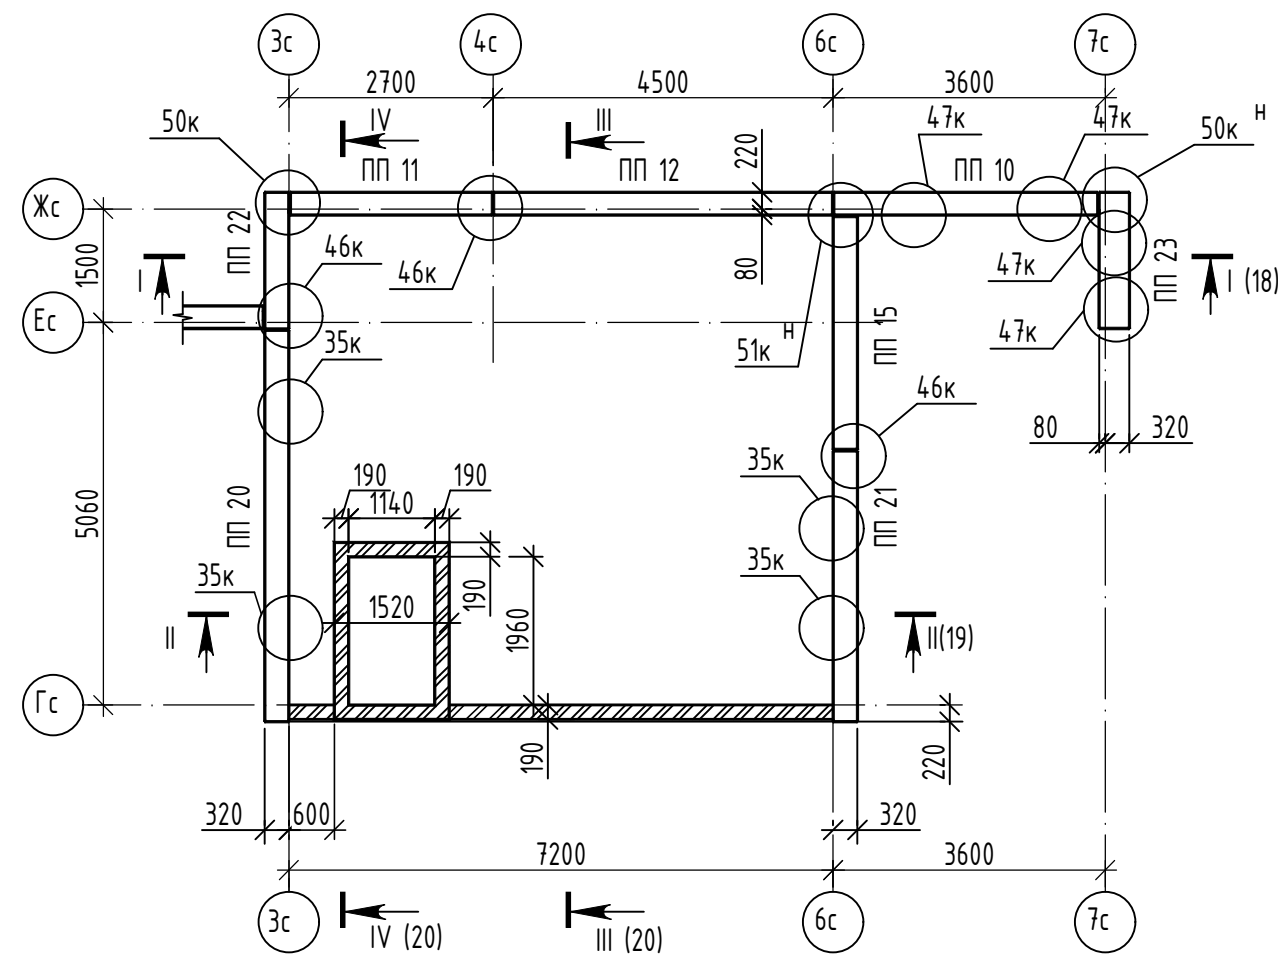 3с 4с 6с 7с
2700 4500 3600
50к IV III 47к 47к 50к н
ПП 11 ПП 12 220 ПП 10
Жс
ПП 22
1500 I 46к 46к 80 47к ПП 23 I (18)
Ес
35к н 51к ПП 15 47к
46к
80 320
190 190 35к
1140
5060 ПП 20 ПП 21
35к 190 35к
1520
1960
II II(19)
Гс
190 220
320 600 320
7200 3600
3с 6с 7с
IV (20) III (20)